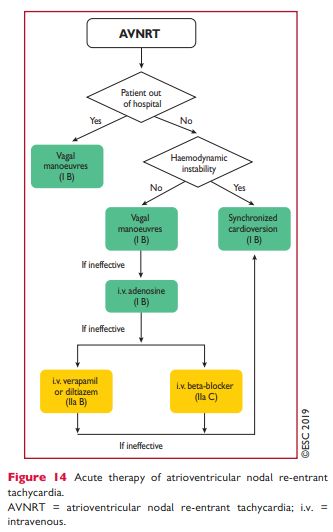 AVNRT
Patient out
of hospital
Yes
No
Vagal
manoeuvres
(I B)
Haemodynamic
instability
No
Yes
Vagal
manoeuvres
(I B)
Synchronized
cardioversion
(I B)
If ineffective
i.v. adenosine
(I B)
If ineffective
i.v. verapamil
or diltiazem
(IIa B)
i.v. beta-blocker
(IIa C)
If ineffective
©ESC 2019
Figure 14 Acute therapy of atrioventricular nodal re-entrant
tachycardia.
AVNRT = atrioventricular nodal re-entrant tachycardia; i.v. =
intravenous.